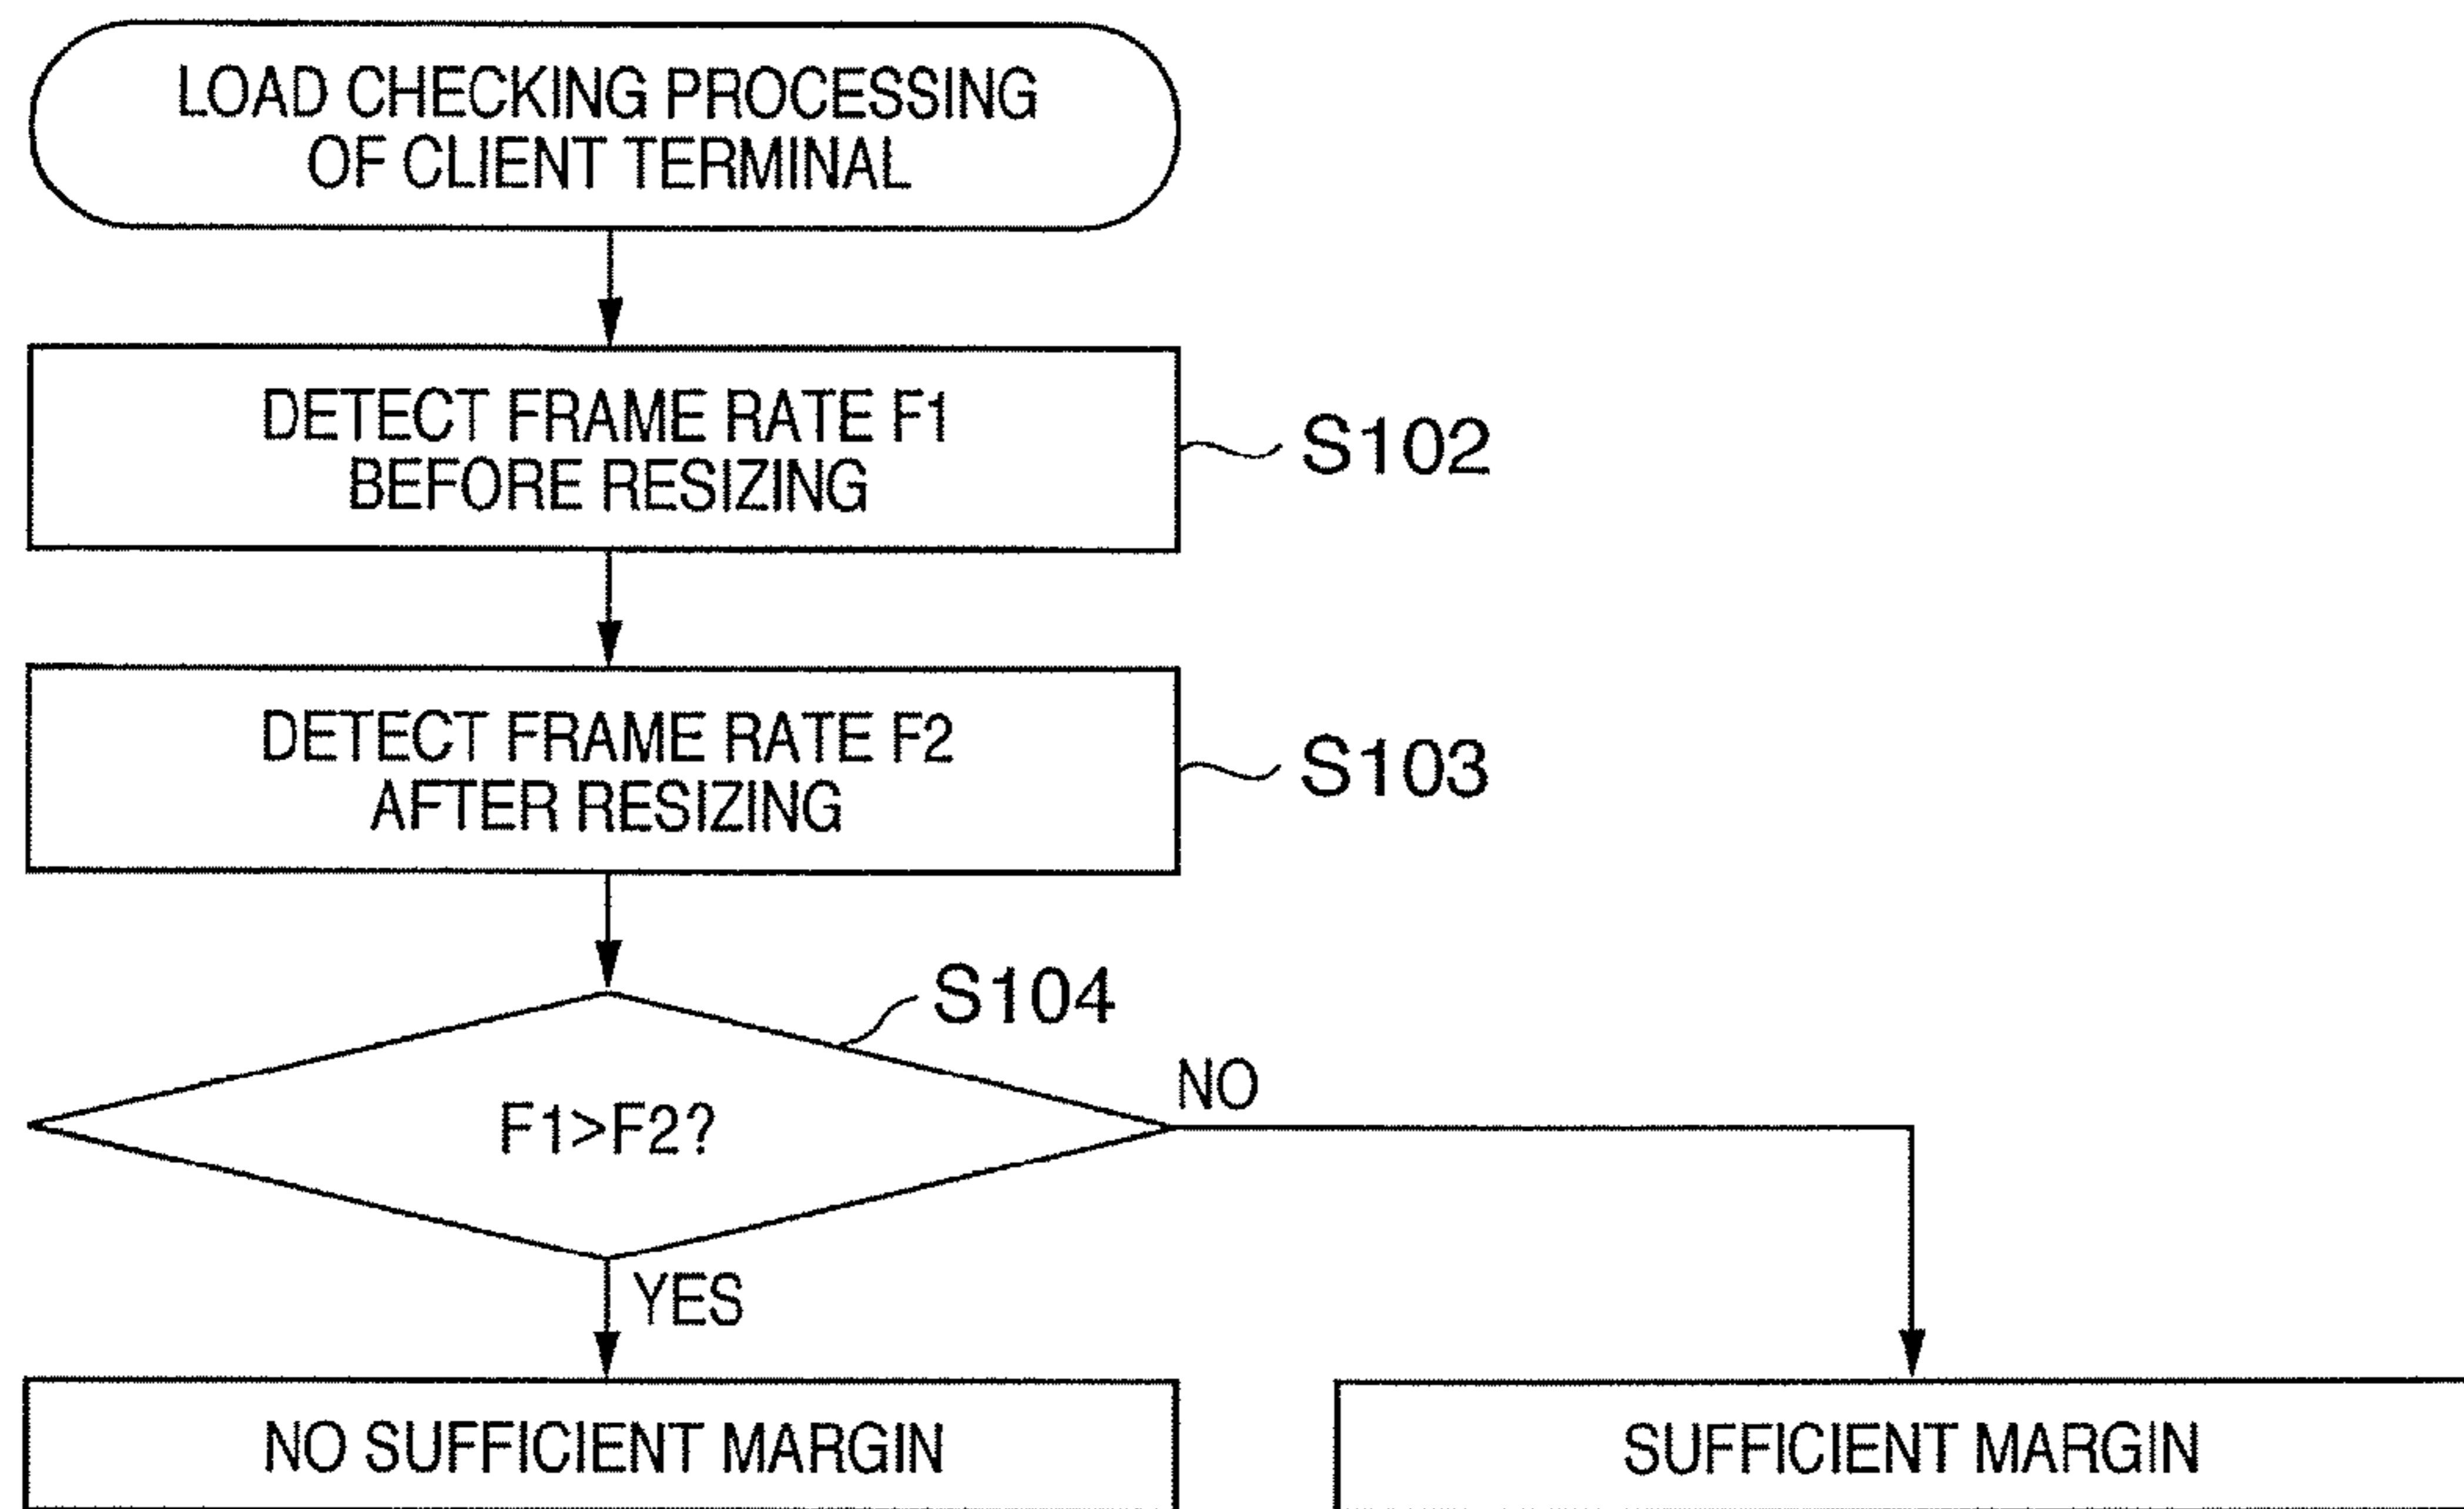 LOAD CHECKING PROCESSING
OF CLIENT TERMINAL
DETECT FRAME RATE F1
BEFORE RESIZING
S102
DETECT FRAME RATE F2
AFTER RESIZING
S103
S104
F1>F2?
NO
YES
NO SUFFICIENT MARGIN
SUFFICIENT MARGIN